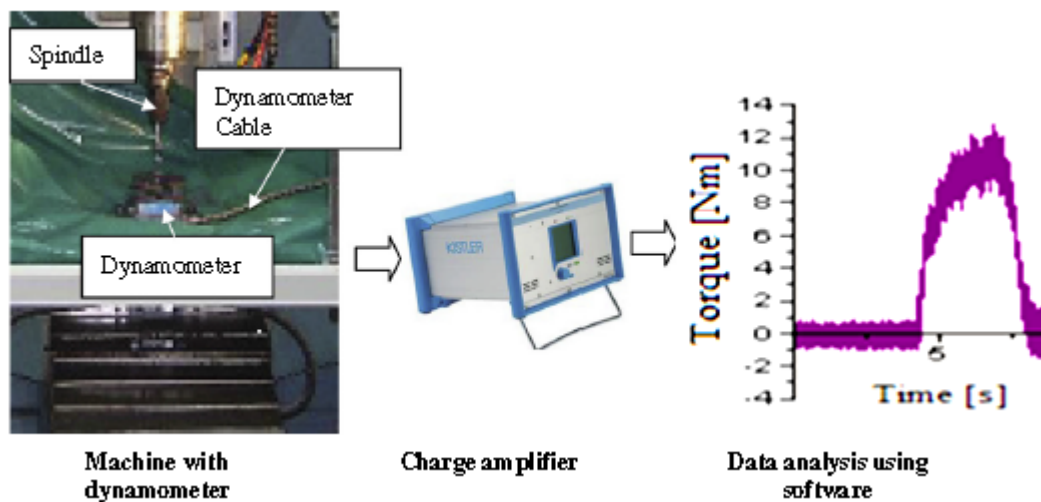 Spindle
Dynamometer
Cable
Dynamometer
KISTLER
14
12
10
8
6
4
2
0
-2
-4
Torque [Nm]
5
Time [s]
Machine with
dynamometer
Charge amplifier
Data analysis using
software